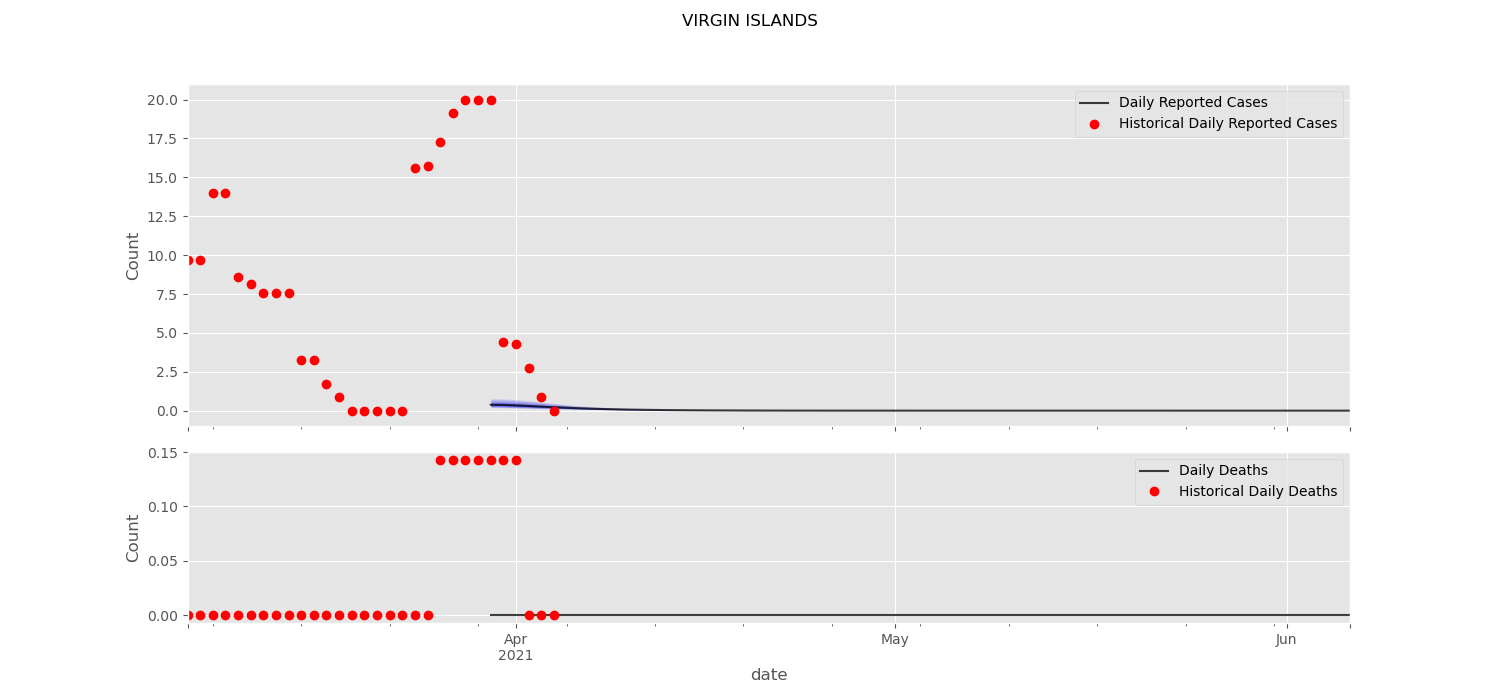 VIRGIN ISLANDS
Daily Reported Cases
Historical Daily Reported Cases
Count
20.0
17.5
15.0
12.5
10.0
7.5
5.0
2.5
0.0
Daily Deaths
Historical Daily Deaths
Count
0.15
0.10
0.05
0.00
Apr
2021
May
Jun
date